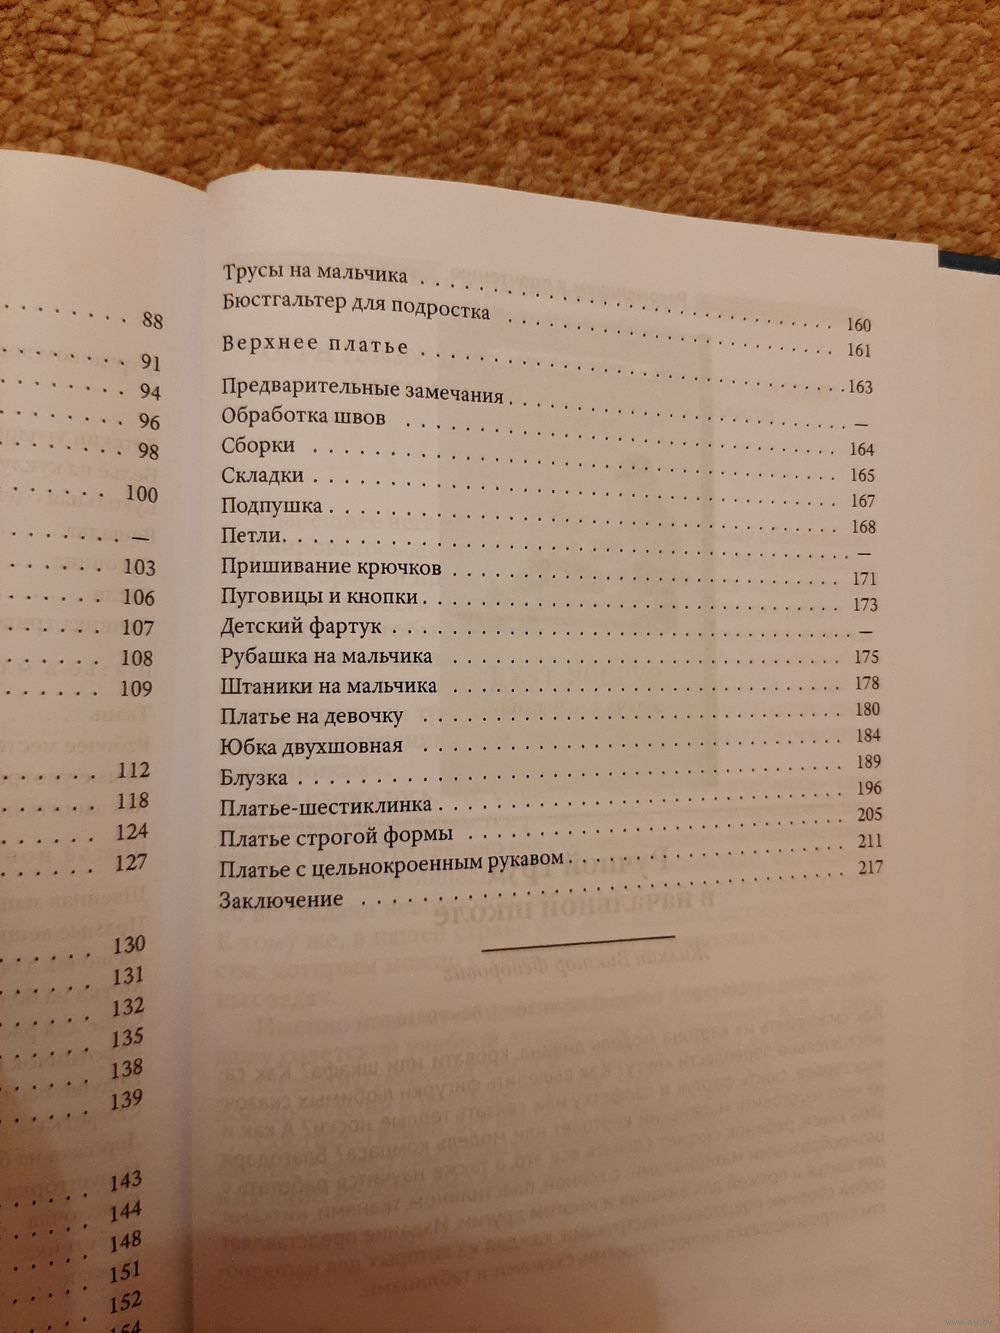 88
91
94
96
98
100
—
103
106
107
108
109
112
118
124
127
130
131
132
135
138
139
143
144
148
151
152
154
Трусы на мальчика . . . . . . . . . . 160
Бюстгальтер для подростка . . . . . . . . . . 161
Верхнее платье . . . . . . . . . . 163
Предварительные замечания . . . . . . . . . . —
Обработка швов . . . . . . . . . . 164
Сборки . . . . . . . . . . 165
Складки . . . . . . . . . . 167
Подпушка . . . . . . . . . . 168
Петли . . . . . . . . . . —
Пришивание крючков . . . . . . . . . . 171
Пуговицы и кнопки . . . . . . . . . . 173
Детский фартук . . . . . . . . . . —
Рубашка на мальчика . . . . . . . . . . 175
Штаники на мальчика . . . . . . . . . . 178
Платье на девочку . . . . . . . . . . 180
Юбка двухшовная . . . . . . . . . . 184
Блузка . . . . . . . . . . 189
Платье-шестиклинка . . . . . . . . . . 196
Платье строгой формы . . . . . . . . . . 205
Платье с цельнокроенным рукавом . . . . . . . . . . 211
Заключение . . . . . . . . . . 217